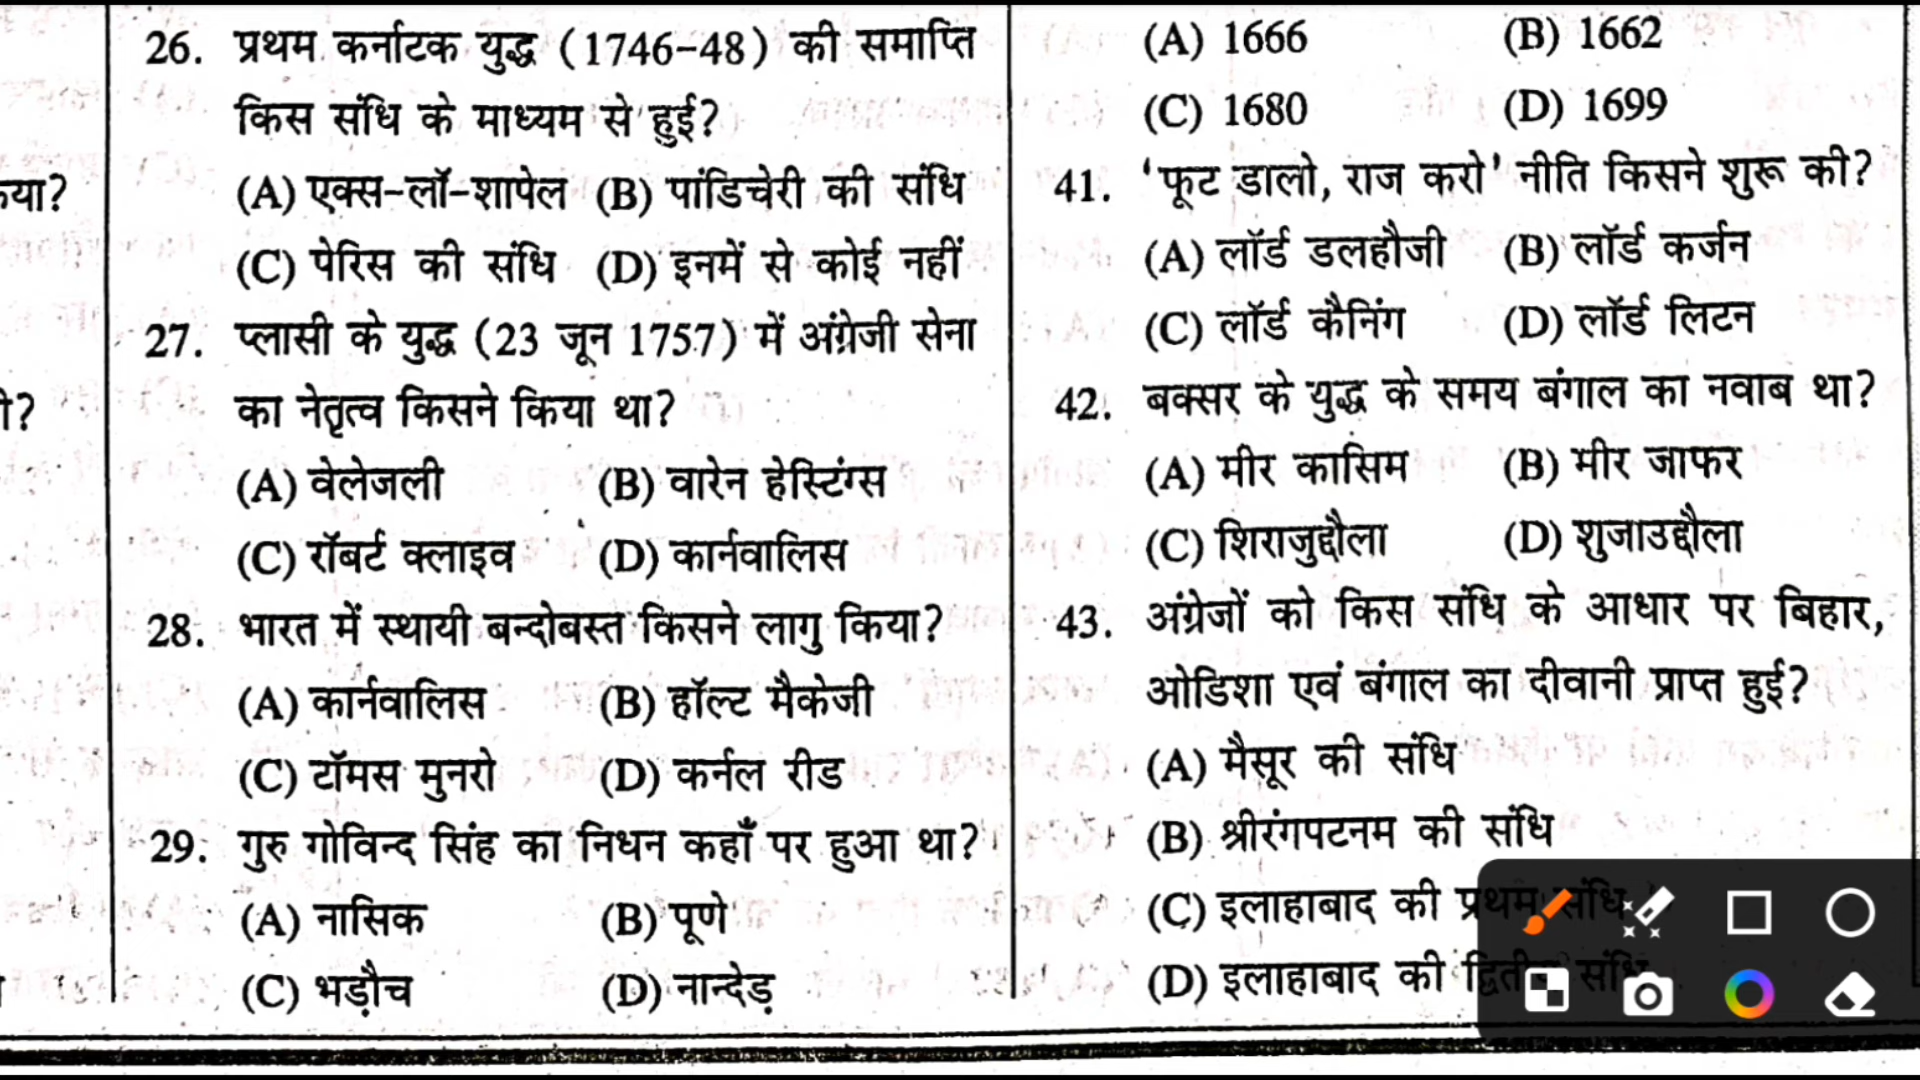 क्या?
ो?
26. प्रथम कर्नाटक युद्ध (1746-48) की समाप्ति
किस संधि के माध्यम से हुई?
(A) एक्स-लॉ-शापेल (B) पांडिचेरी की संधि
(C) पेरिस की संधि (D) इनमें से कोई नहीं
27. प्लासी के युद्ध (23 जून 1757) में अंग्रेजी सेना
का नेतृत्व किसने किया था?
(A) वेलेजली (B) वारेन हेस्टिंग्स
(C) रॉबर्ट क्लाइव (D) कार्नवालिस
28. भारत में स्थायी बन्दोबस्त किसने लागु किया?
(A) कार्नवालिस (B) हॉल्ट मैकेजी
(C) टॉमस मुनरो (D) कर्नल रीड
29. गुरु गोविन्द सिंह का निधन कहाँ पर हुआ था?
(A) नासिक (B) पूणे
(C) भड़ौच (D) नान्देड़
(A) 1666 (B) 1662
(C) 1680 (D) 1699
41. 'फूट डालो, राज करो' नीति किसने शुरू की?
(A) लॉर्ड डलहौजी (B) लॉर्ड कर्जन
(C) लॉर्ड कैनिंग (D) लॉर्ड लिटन
42. बक्सर के युद्ध के समय बंगाल का नवाब था?
(A) मीर कासिम (B) मीर जाफर
(C) शिराजुद्दौला (D) शुजाउद्दौला
43. अंग्रेजों को किस संधि के आधार पर बिहार,
ओडिशा एवं बंगाल का दीवानी प्राप्त हुई?
(A) मैसूर की संधि
(B) श्रीरंगपटनम की संधि
(C) इलाहाबाद की प्रथम संधि
(D) इलाहाबाद की द्वितीय संधि